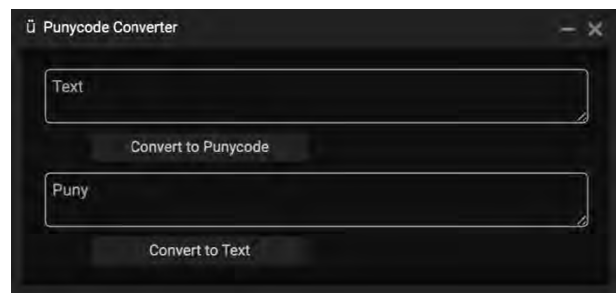 ü Punycode Converter
Text
Convert to Punycode
Puny
Convert to Text